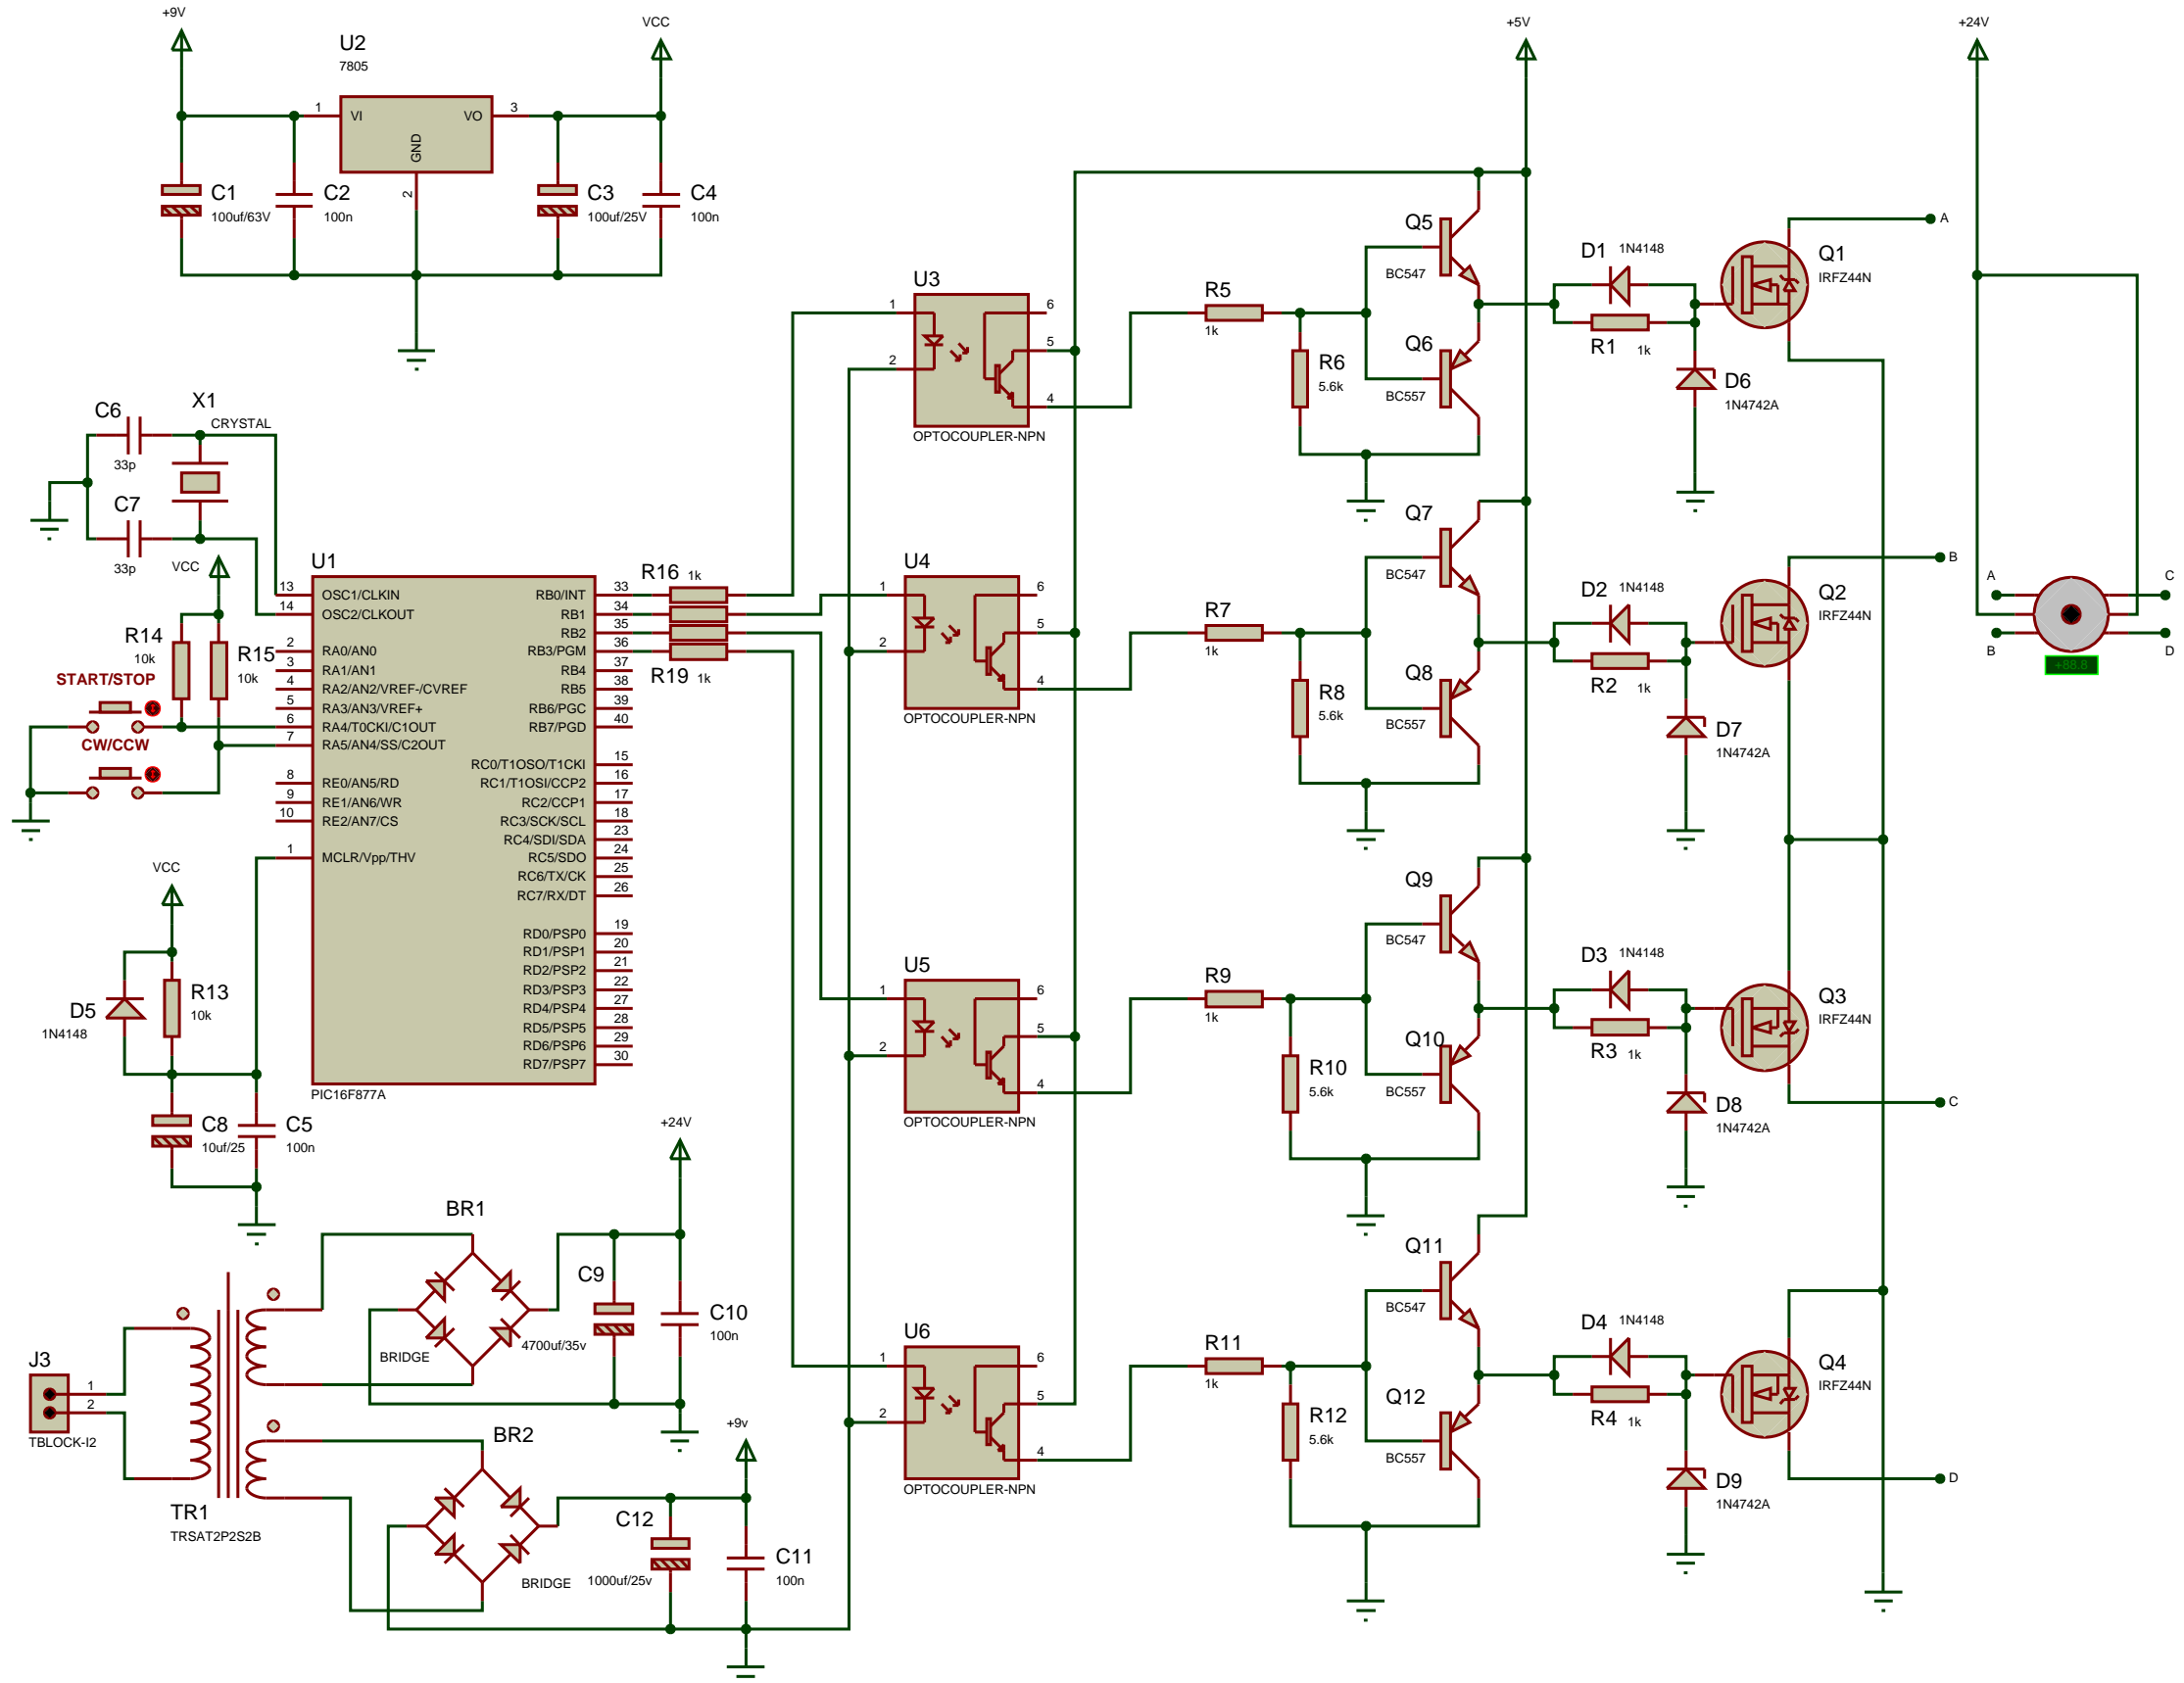 +9V
VCC
U2
7805
1
VI
VO
3
GND
2
C1
100uf/63V
C2
100n
C3
100uf/25V
C4
100n
+5V
+24V
C6
33p
X1
CRYSTAL
C7
33p
VCC
R14
10k
R15
10k
START/STOP
CW/CCW
U1
13
OSC1/CLKIN
14
OSC2/CLKOUT
2
RA0/AN0
3
RA1/AN1
4
RA2/AN2/VREF-/CVREF
5
RA3/AN3/VREF+
6
RA4/T0CKI/C1OUT
7
RA5/AN4/SS/C2OUT
8
RE0/AN5/RD
9
RE1/AN6/WR
10
RE2/AN7/CS
1
MCLR/Vpp/THV
RB0/INT
33
RB1
34
RB2
35
RB3/PGM
36
RB4
37
RB5
38
RB6/PGC
39
RB7/PGD
40
RC0/T1OSO/T1CKI
15
RC1/T1OSI/CCP2
16
RC2/CCP1
17
RC3/SCK/SCL
18
RC4/SDI/SDA
23
RC5/SDO
24
RC6/TX/CK
25
RC7/RX/DT
26
RD0/PSP0
19
RD1/PSP1
20
RD2/PSP2
21
RD3/PSP3
22
RD4/PSP4
27
RD5/PSP5
28
RD6/PSP6
29
RD7/PSP7
30
PIC16F877A
R16 1k
R19 1k
VCC
D5
1N4148
R13
10k
C8
10uf/25
C5
100n
J3
1
2
TBLOCK-I2
TR1
TRSAT2P2S2B
BR1
BRIDGE
C9
4700uf/35v
+24V
C10
100n
BR2
BRIDGE
C12
1000uf/25v
+9v
C11
100n
U3
1
2
6
5
4
OPTOCOUPLER-NPN
U4
1
2
6
5
4
OPTOCOUPLER-NPN
U5
1
2
6
5
4
OPTOCOUPLER-NPN
U6
1
2
6
5
4
OPTOCOUPLER-NPN
R5
1k
R6
5.6k
Q5
BC547
Q6
BC557
D1 1N4148
R1 1k
D6
1N4742A
Q1
IRFZ44N
A
R7
1k
R8
5.6k
Q7
BC547
Q8
BC557
D2 1N4148
R2 1k
D7
1N4742A
Q2
IRFZ44N
B
R9
1k
R10
5.6k
Q9
BC547
Q10
BC557
D3 1N4148
R3 1k
D8
1N4742A
Q3
IRFZ44N
C
R11
1k
R12
5.6k
Q11
BC547
Q12
BC557
D4 1N4148
R4 1k
D9
1N4742A
Q4
IRFZ44N
D
A
C
B
D
+88.8